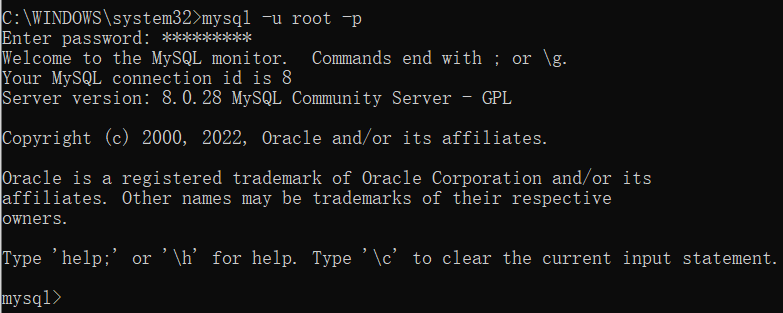 C:\WINDOWS\system32>mysql -u root -p
Enter password: *********
Welcome to the MySQL monitor.  Commands end with ; or \g.
Your MySQL connection id is 8
Server version: 8.0.28 MySQL Community Server - GPL
Copyright (c) 2000, 2022, Oracle and/or its affiliates.
Oracle is a registered trademark of Oracle Corporation and/or its
affiliates. Other names may be trademarks of their respective
owners.
Type 'help;' or '\h' for help. Type '\c' to clear the current input statement.
mysql>